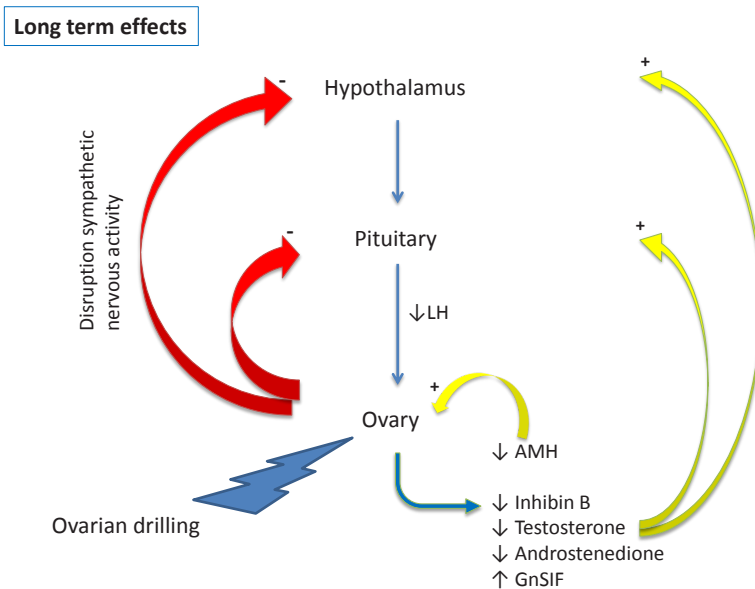 Long term effects
-
Hypothalamus
+
Disruption sympathetic
nervous activity
-
Pituitary
+
↓ LH
+
Ovary
↓ AMH
↓ Inhibin B
Ovarian drilling
↓ Testosterone
↓ Androstenedione
↑ GnSIF